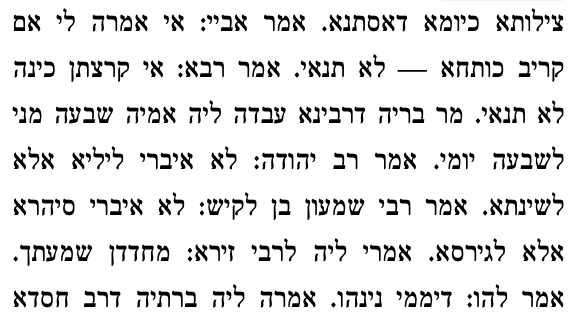 צילותא כיומא דאסתנא. אמר אביי: אי אמרה לי אם
קריב כותחא — לא תנאי. אמר רבא: אי קרצתן כינה
לא תנאי. מר בריה דרבינא עבדה ליה אמיה שבעה מני
לשבעה יומי. אמר רב יהודה: לא איברי ליליא אלא
לשינתא. אמר רבי שמעון בן לקיש: לא איברי סיהרא
אלא לגירסא. אמרי ליה לרבי זירא: מחדדן שמעתך.
אמר להו: דיממי נינהו. אמרה ליה ברתיה דרב חסדא